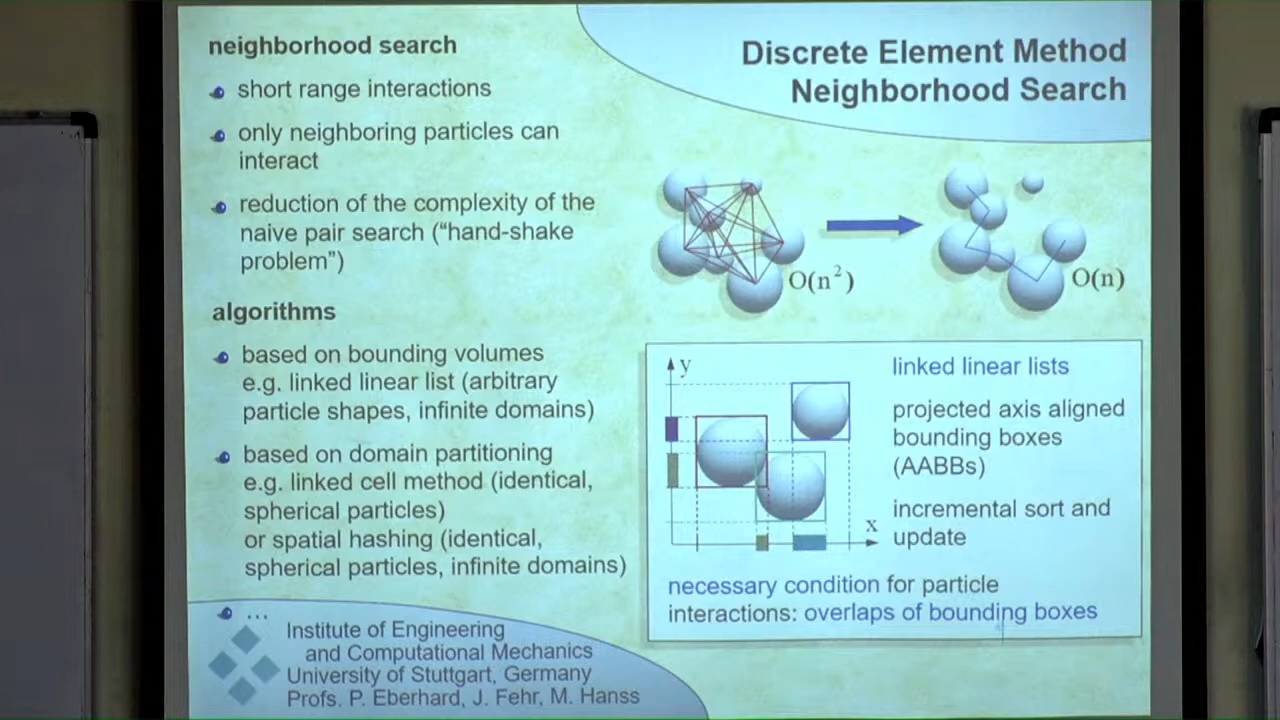 neighborhood search
short range interactions
only neighboring particles can
interact
reduction of the complexity of the
naive pair search (“hand-shake
problem”)
algorithms
based on bounding volumes
e.g. linked linear list (arbitrary
particle shapes, infinite domains)
based on domain partitioning
e.g. linked cell method (identical,
spherical particles)
or spatial hashing (identical,
spherical particles, infinite domains)
...
Institute of Engineering
and Computational Mechanics
University of Stuttgart, Germany
Profs. P. Eberhard, J. Fehr, M. Hanss
Discrete Element Method
Neighborhood Search
O(n²)
O(n)
y
x
linked linear lists
projected axis aligned
bounding boxes
(AABBs)
incremental sort and
update
necessary condition for particle
interactions: overlaps of bounding boxes